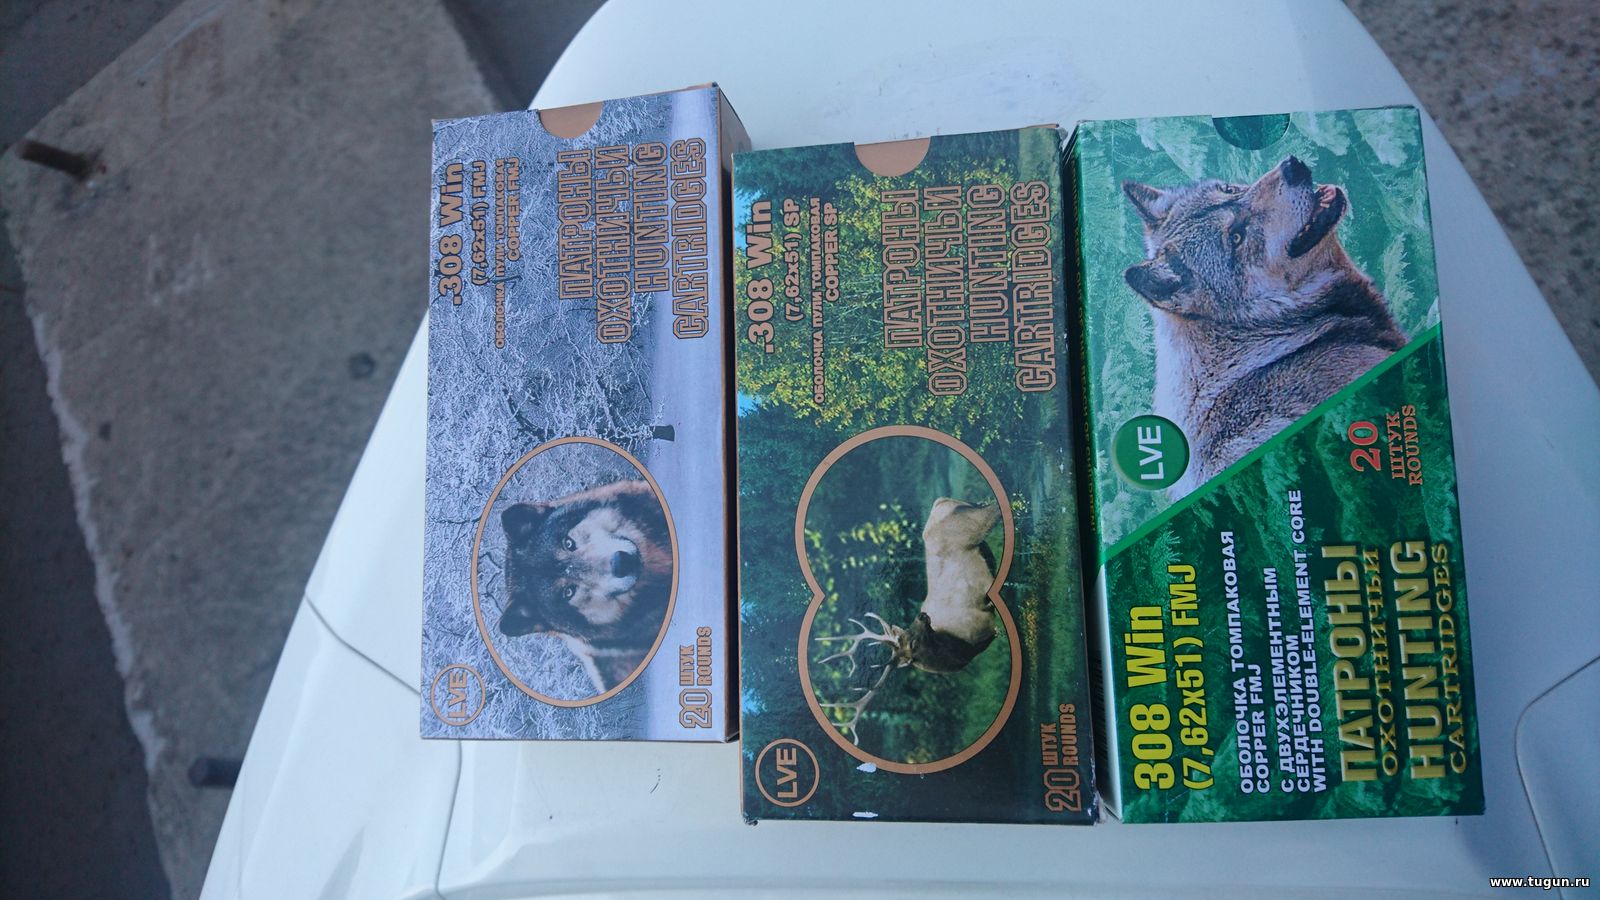 .308 Win
(7,62x51) FMJ
ОБОЛОЧКА ПУЛИ ТОМПАКОВАЯ
COPPER FMJ
ПАТРОНЫ
ОХОТНИЧЬИ
HUNTING
CARTRIDGES
LVE
20 ШТУК
ROUNDS
.308 Win
(7,62x51) SP
ОБОЛОЧКА ПУЛИ ТОМПАКОВАЯ
COPPER SP
ПАТРОНЫ
ОХОТНИЧЬИ
HUNTING
CARTRIDGES
LVE
20 ШТУК
ROUNDS
LVE
20
ШТУК
ROUNDS
308 Win
(7,62x51) FMJ
ОБОЛОЧКА ТОМПАКОВАЯ
COPPER FMJ
С ДВУХЭЛЕМЕНТНЫМ
СЕРДЕЧНИКОМ
WITH DOUBLE-ELEMENT CORE
ПАТРОНЫ
ОХОТНИЧЬИ
HUNTING
CARTRIDGES
www.tugun.ru